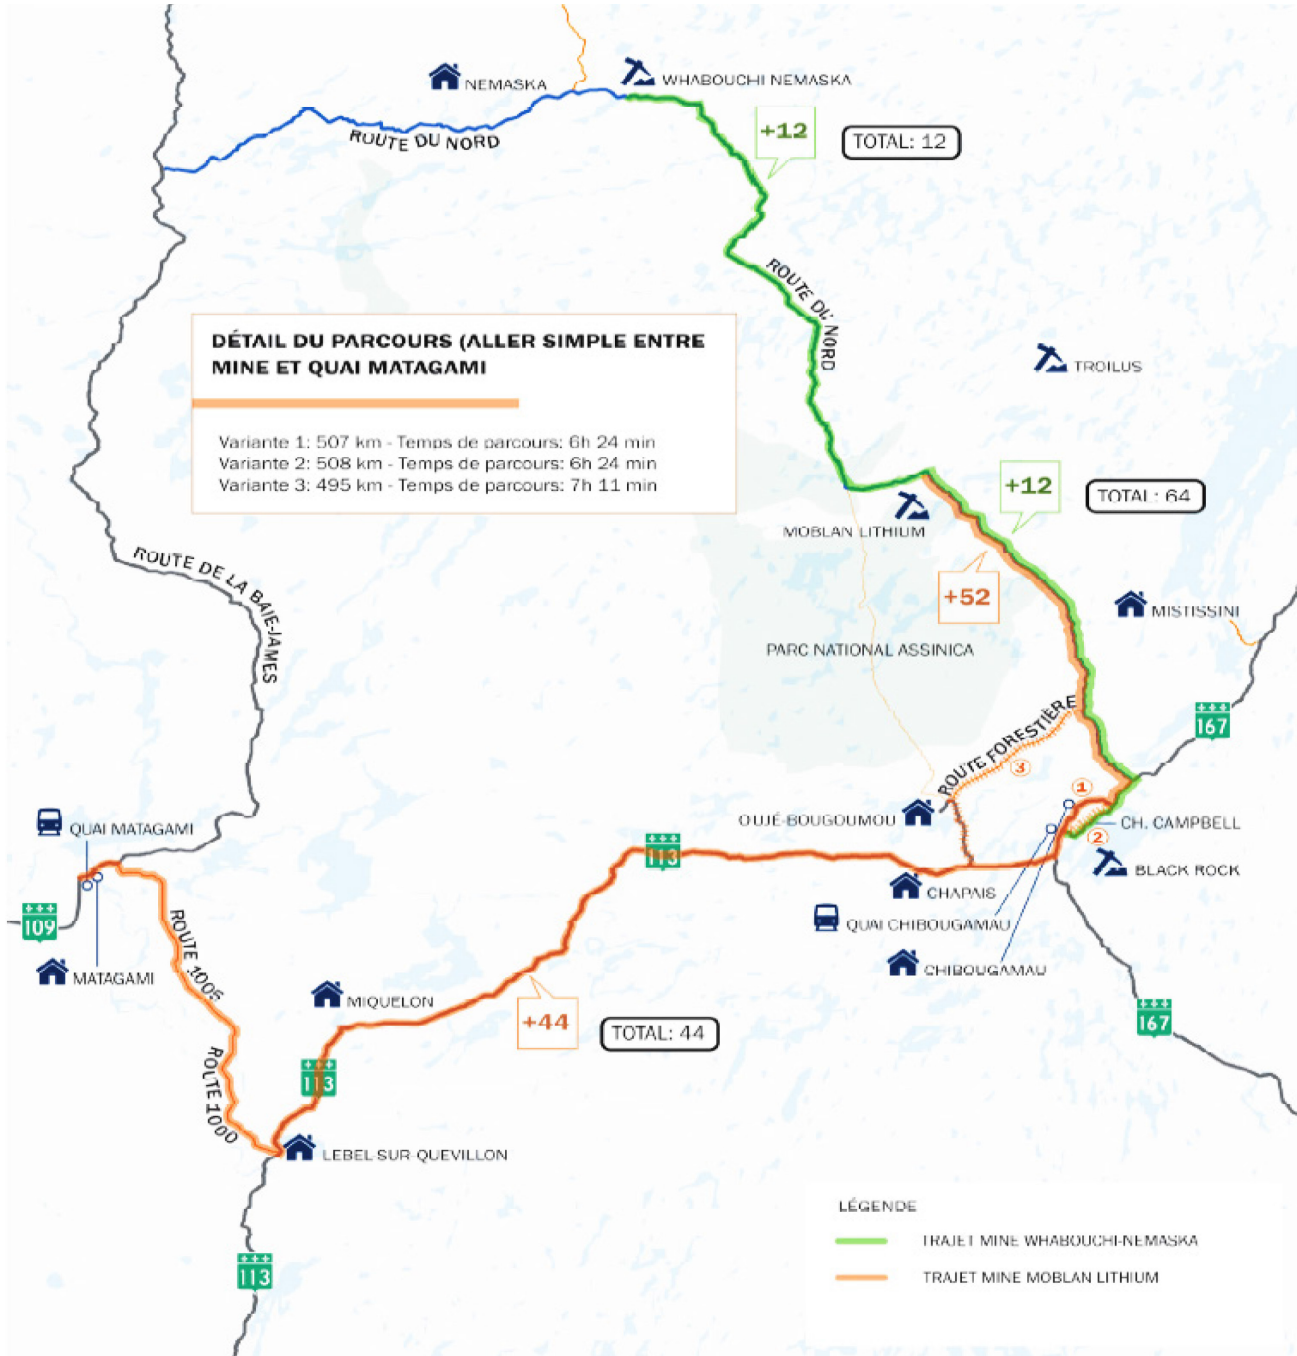 NEMASKA
WHABOUCHI NEMASKA
ROUTE DU NORD
+12
TOTAL: 12
ROUTE DU NORD
DÉTAIL DU PARCOURS (ALLER SIMPLE ENTRE
MINE ET QUAI MATAGAMI
Variante 1: 507 km - Temps de parcours: 6h 24 min
Variante 2: 508 km - Temps de parcours: 6h 24 min
Variante 3: 495 km - Temps de parcours: 7h 11 min
TROILUS
+12
TOTAL: 64
MOBLAN LITHIUM
ROUTE DE LA BAIE-JAMES
+52
MISTISSINI
PARC NATIONAL ASSINICA
167
ROUTE FORESTIÈRE
3
1
QUAI MATAGAMI
OUJÉ-BOUGOUMOU
CH. CAMPBELL
2
113
BLACK ROCK
CHAPAIS
109
ROUTE 1005
QUAI CHIBOUGAMAU
MATAGAMI
CHIBOUGAMAU
MIQUELON
+44
TOTAL: 44
167
113
ROUTE 1000
LEBEL SUR-QUEVILLON
113
LÉGENDE
TRAJET MINE WHABOUCHI-NEMASKA
TRAJET MINE MOBLAN LITHIUM